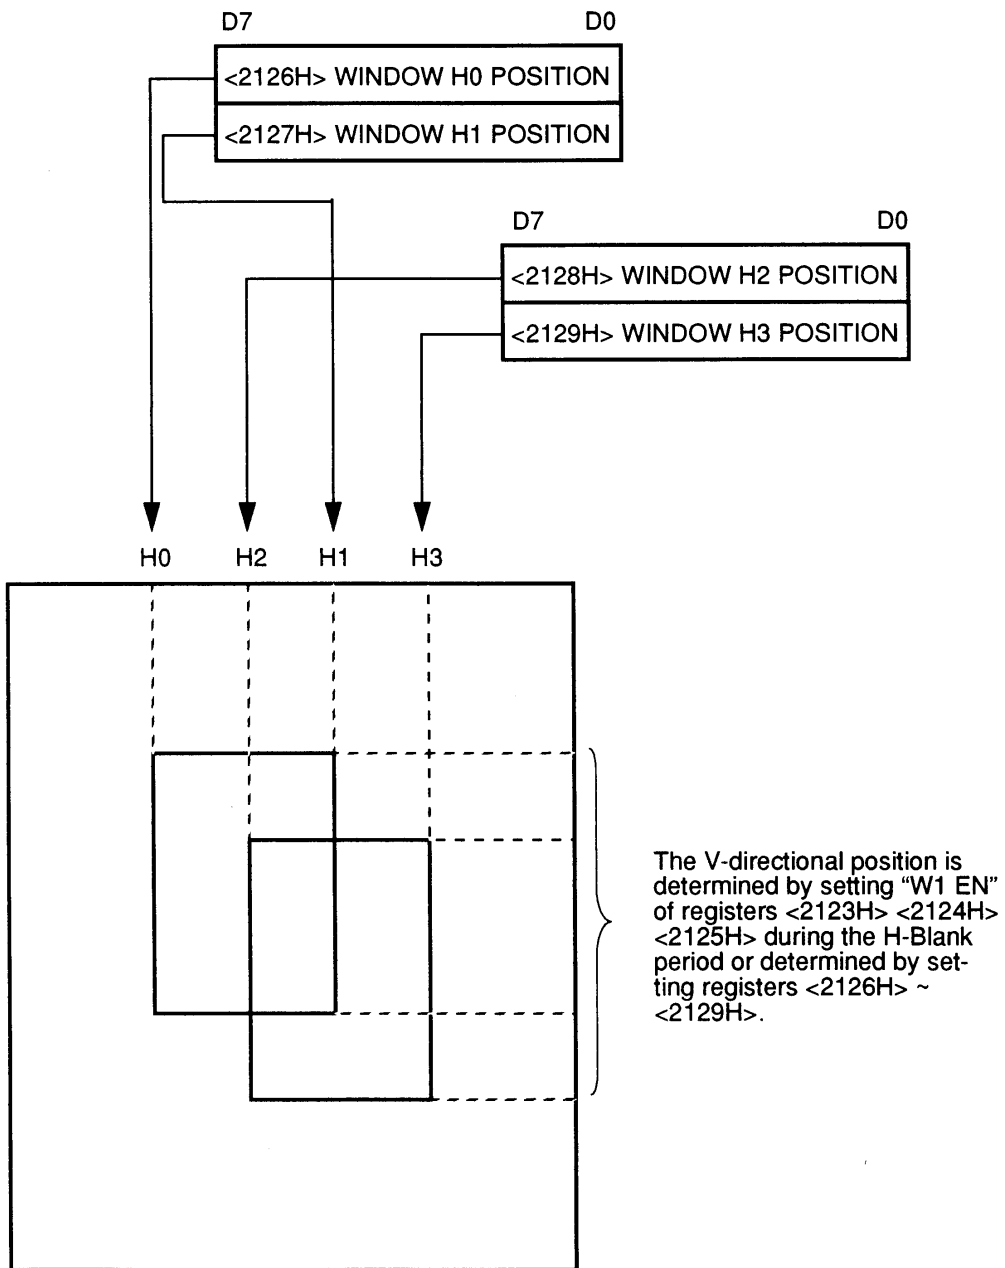 D7 D0
<2126H> WINDOW H0 POSITION
<2127H> WINDOW H1 POSITION
D7 D0
<2128H> WINDOW H2 POSITION
<2129H> WINDOW H3 POSITION
H0 H2 H1 H3
The V-directional position is
determined by setting “W1 EN”
of registers <2123H> <2124H>
<2125H> during the H-Blank
period or determined by set-
ting registers <2126H> ~
<2129H>.